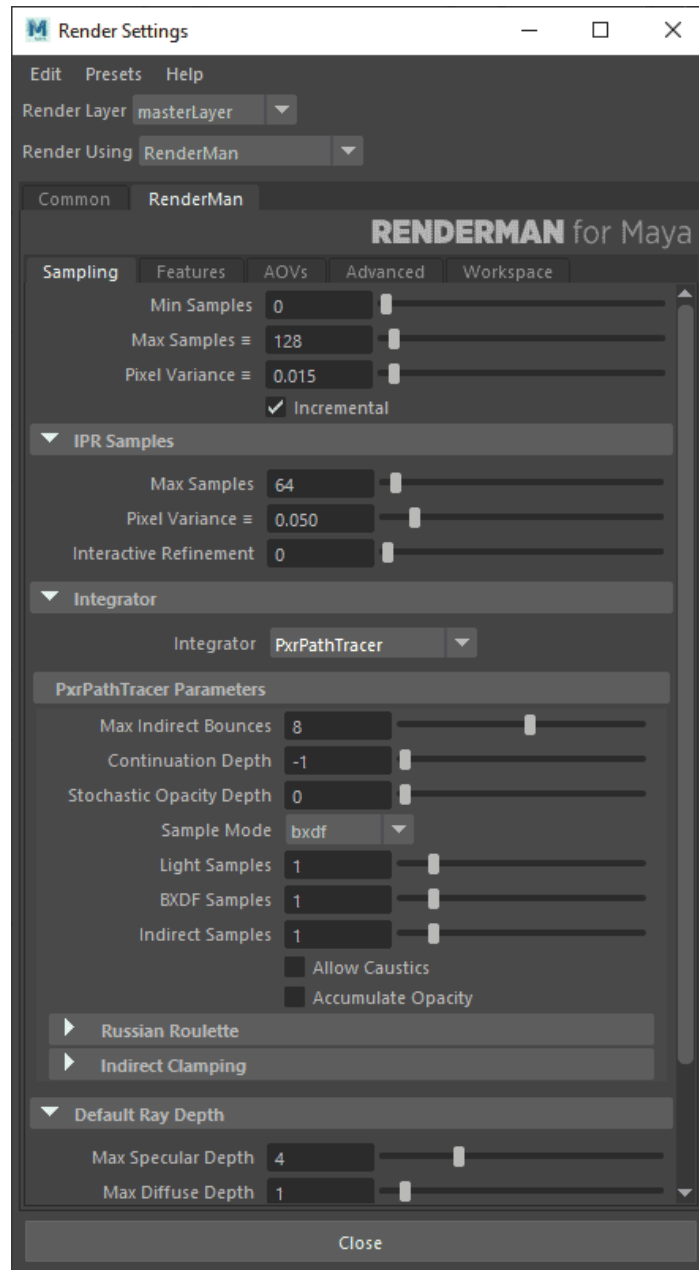 Render Settings
Edit Presets Help
Render Layer masterLayer
Render Using RenderMan
Common RenderMan
RENDERMAN for Maya
Sampling Features AOVs Advanced Workspace
Min Samples 0
Max Samples ≡ 128
Pixel Variance ≡ 0.015
Incremental
IPR Samples
Max Samples 64
Pixel Variance ≡ 0.050
Interactive Refinement 0
Integrator
Integrator PxrPathTracer
PxrPathTracer Parameters
Max Indirect Bounces 8
Continuation Depth -1
Stochastic Opacity Depth 0
Sample Mode bxdf
Light Samples 1
BXDF Samples 1
Indirect Samples 1
Allow Caustics
Accumulate Opacity
Russian Roulette
Indirect Clamping
Default Ray Depth
Max Specular Depth 4
Max Diffuse Depth 1
Close